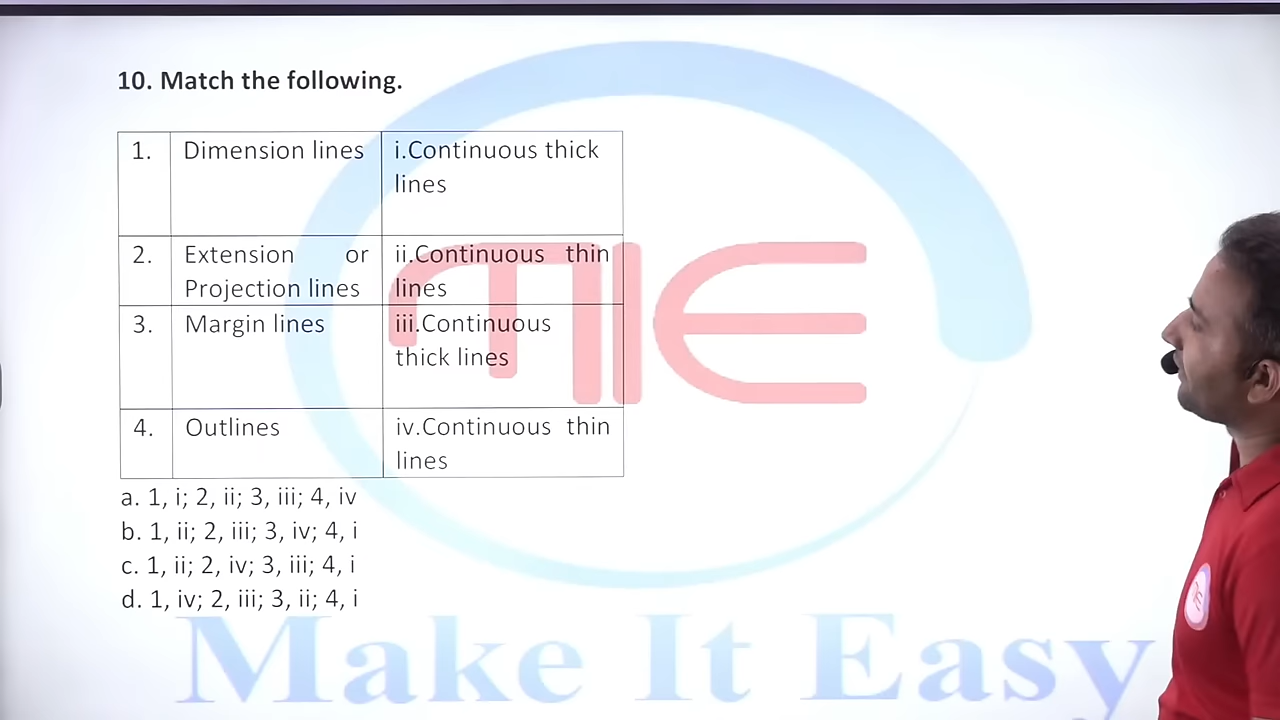 10. Match the following.
1. Dimension lines i.Continuous thick
lines
2. Extension or ii.Continuous thin
Projection lines lines
3. Margin lines iii.Continuous
thick lines
4. Outlines iv.Continuous thin
lines
a. 1, i; 2, ii; 3, iii; 4, iv
b. 1, ii; 2, iii; 3, iv; 4, i
c. 1, ii; 2, iv; 3, iii; 4, i
d. 1, iv; 2, iii; 3, ii; 4, i
MIE
Make It Easy